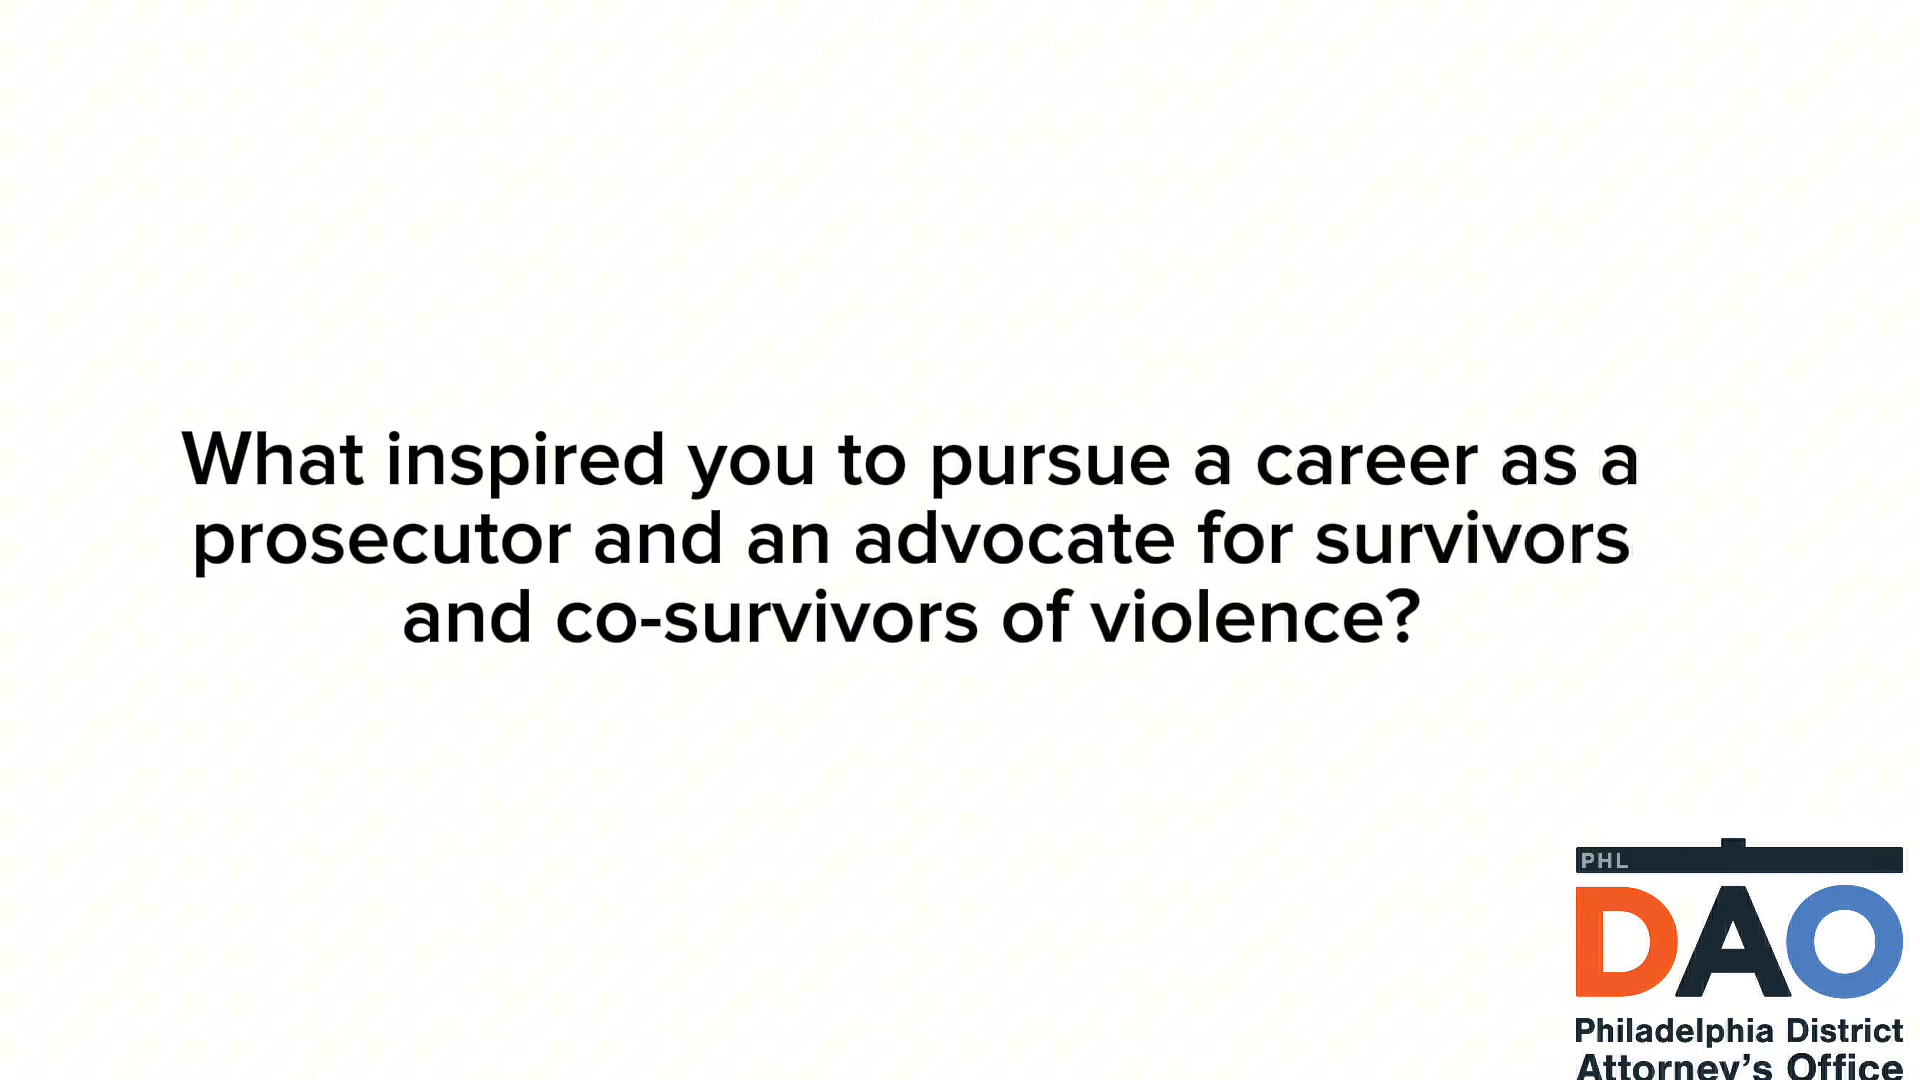 What inspired you to pursue a career as a
prosecutor and an advocate for survivors
and co-survivors of violence?
PHL
DAO
Philadelphia District
Attorney's Office